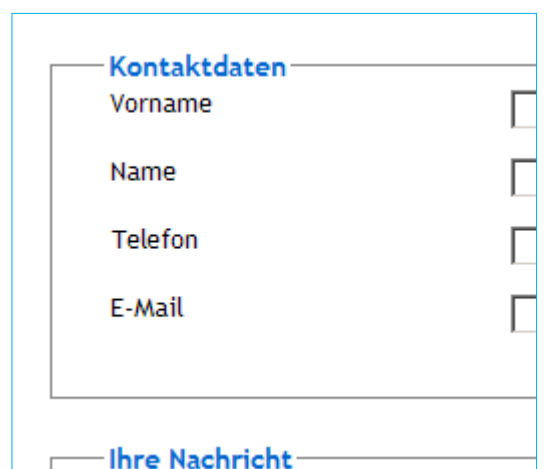 Kontaktdaten
Vorname
Name
Telefon
E-Mail
Ihre Nachricht